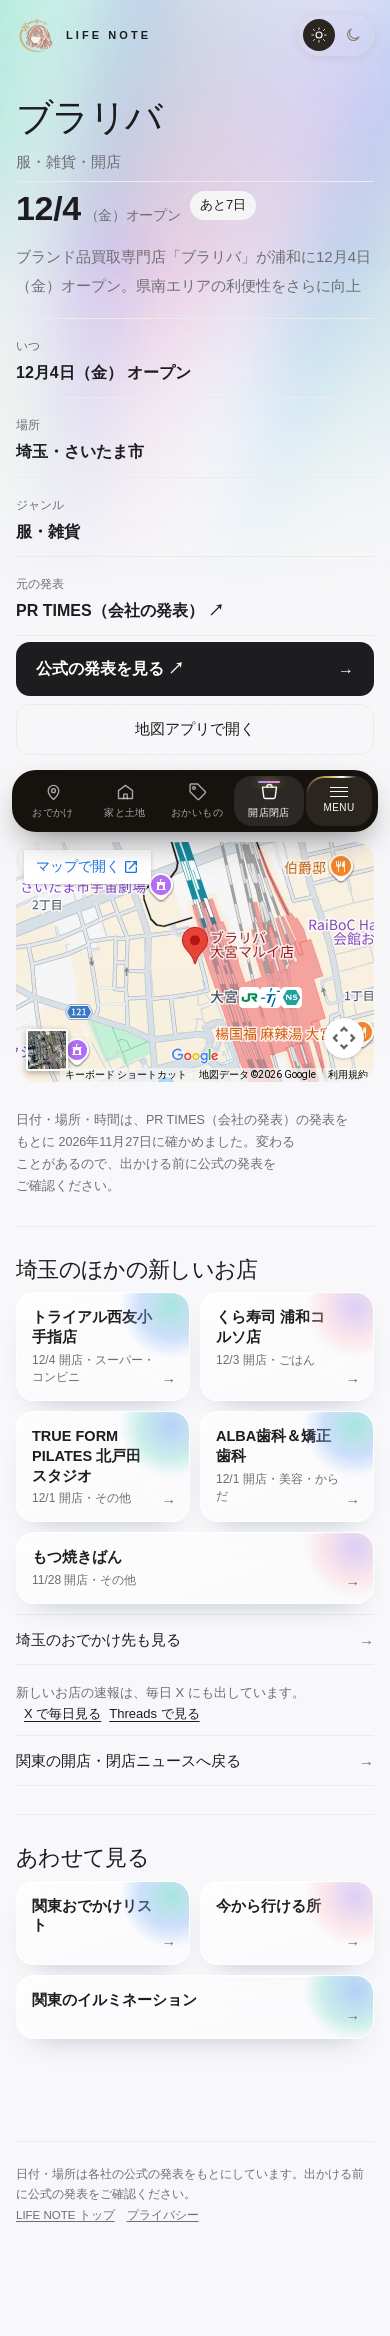 LIFE NOTE
ブラリバ
服・雑貨・開店
12/4 （金）オープン あと7日
ブランド品買取専門店「ブラリバ」が浦和に12月4日
（金）オープン。県南エリアの利便性をさらに向上
いつ
12月4日（金） オープン
場所
埼玉・さいたま市
ジャンル
服・雑貨
元の発表
PR TIMES（会社の発表） ↗
公式の発表を見る ↗ →
地図アプリで開く
おでかけ
家と土地
おかいもの
開店閉店
MENU
マップで開く
さいたま市宇宙劇場
2丁目
伯爵邸
RaiBoC Ha
会館お
ブラリバ
大宮マルイ店
大宮
JR
NS
1丁目
121
楊国福 麻辣湯 大宮
Google
キーボード ショートカット 地図データ ©2026 Google 利用規約
日付・場所・時間は、PR TIMES（会社の発表）の発表を
もとに 2026年11月27日に確かめました。変わる
ことがあるので、出かける前に公式の発表を
ご確認ください。
埼玉のほかの新しいお店
トライアル西友小
手指店
12/4 開店・スーパー・
コンビニ →
くら寿司 浦和コ
ルソ店
12/3 開店・ごはん
→
TRUE FORM
PILATES 北戸田
スタジオ
12/1 開店・その他 →
ALBA歯科＆矯正
歯科
12/1 開店・美容・から
だ →
もつ焼きばん
11/28 開店・その他 →
埼玉のおでかけ先も見る →
新しいお店の速報は、毎日 X にも出しています。
X で毎日見る Threads で見る
関東の開店・閉店ニュースへ戻る →
あわせて見る
関東おでかけリス
ト
→
今から行ける所
→
関東のイルミネーション
→
日付・場所は各社の公式の発表をもとにしています。出かける前
に公式の発表をご確認ください。
LIFE NOTE トップ プライバシー